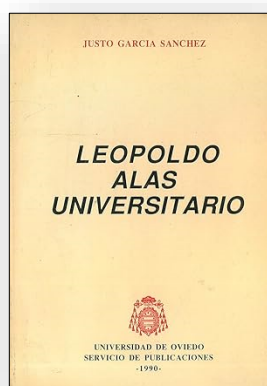 JUSTO GARCIA SANCHEZ
LEOPOLDO
ALAS
UNIVERSITARIO
UNIVERSIDAD DE OVIEDO
SERVICIO DE PUBLICACIONES
-1990-